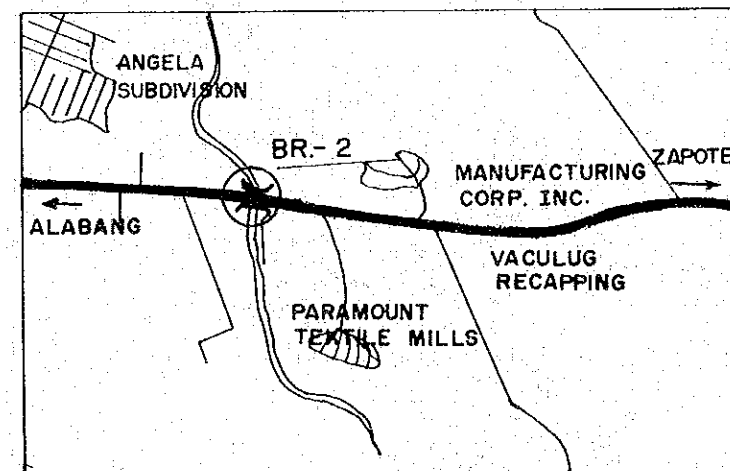 ANGELA
SUBDIVISION
BR.- 2
MANUFACTURING
CORP. INC.
ZAPOTE
ALABANG
VACULUG
RECAPPING
PARAMOUNT
TEXTILE MILLS